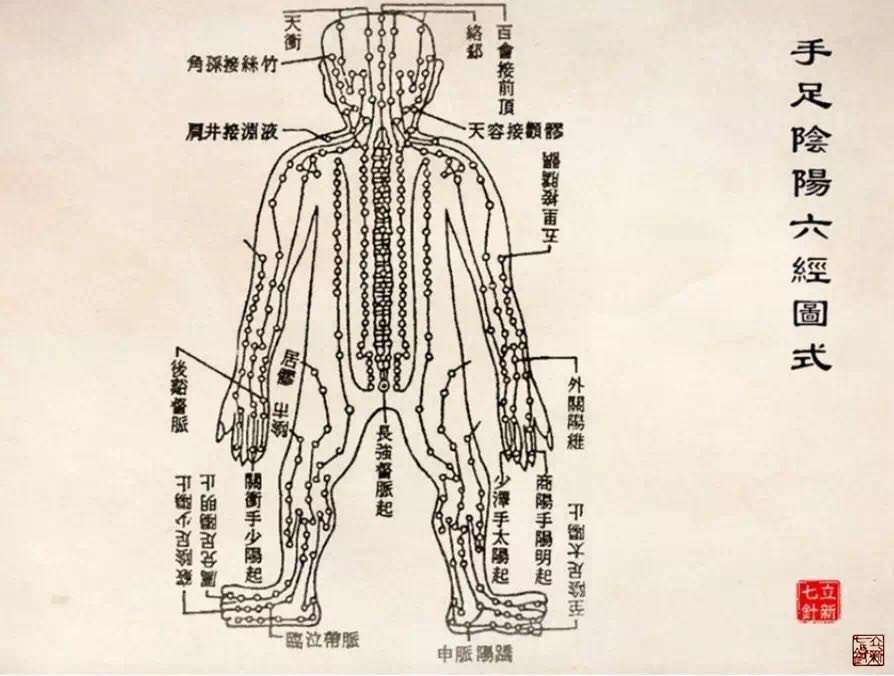 手足陰陽六經圖式
百會接前頂
絡郄
天衝
角採接絲竹
天容接顴髎
肩井接淵液
五里接臑髎
居髎
後谿督脈
陰市
外關陽維
長強督脈起
商陽手陽明起
少澤手太陽起
關衝手少陽起
厲兌足陽明止
竅陰足少陽止
至陰足太陽止
臨泣帶脈
申脈陽蹻
立新
七針